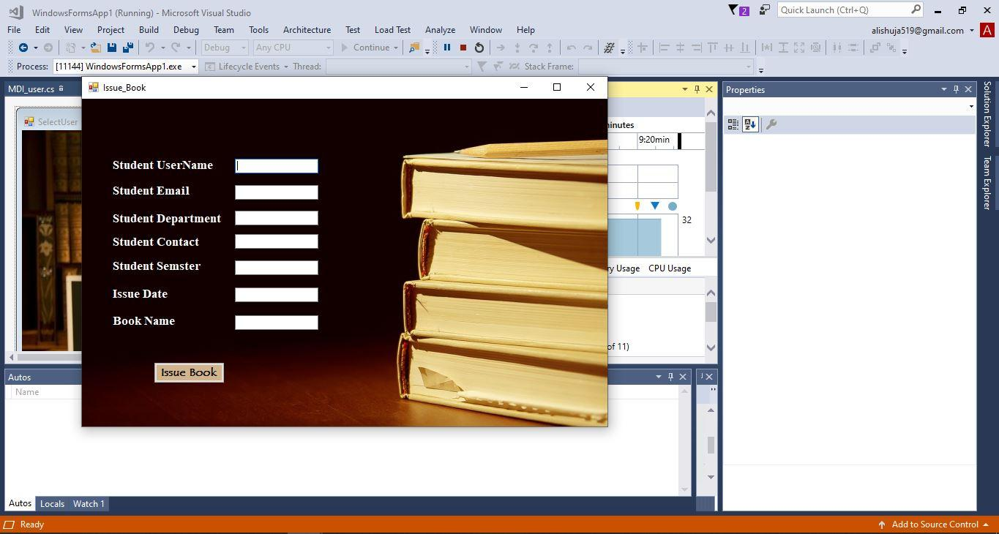 WindowsFormsApp1 (Running) - Microsoft Visual Studio
2
Quick Launch (Ctrl+Q)
File Edit View Project Build Debug Team Tools Architecture Test Load Test Analyze Window Help
alishuja519@gmail.com A
Debug Any CPU Continue
Process: [11144] WindowsFormsApp1.exe Lifecycle Events Thread: Stack Frame:
MDI_user.cs
Issue_Book
Properties
SelectUser
inutes
9:20min
32
ry Usage CPU Usage
of 11)
Student UserName
Student Email
Student Department
Student Contact
Student Semster
Issue Date
Book Name
Issue Book
Solution Explorer
Team Explorer
Autos
Name
Autos Locals Watch 1
Ready
Add to Source Control